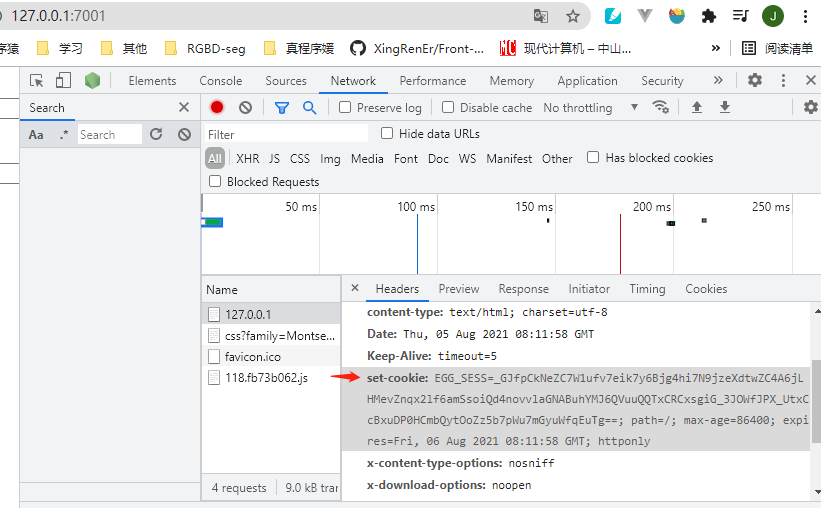 127.0.0.1:7001
J
序猿 学习 其他 RGBD-seg 真程序媛 XingRenEr/Front-... 现代计算机 – 中山... » 阅读清单
Elements Console Sources Network Performance Memory Application Security »
Search
Preserve log Disable cache No throttling
Aa .* Search
Filter Hide data URLs
All XHR JS CSS Img Media Font Doc WS Manifest Other Has blocked cookies
Blocked Requests
50 ms 100 ms 150 ms 200 ms 250 ms
Name
Headers Preview Response Initiator Timing Cookies
127.0.0.1
css?family=Montse...
favicon.ico
118.fb73b062.js
content-type: text/html; charset=utf-8
Date: Thu, 05 Aug 2021 08:11:58 GMT
Keep-Alive: timeout=5
set-cookie: EGG_SESS=_GJfpCkNeZC7W1ufv7eik7y6Bjg4hi7N9jzeXdtwZC4A6jL
HMevZnqx2lf6amSsoiQd4novvlaGNABuhYMJ6QVuuQQTxCRCxsgiG_3JOWfJPX_UtxC
cBxuDP0HCmbQytOoZz5b7pWu7mGyuWfqEuTg==; path=/; max-age=86400; expi
res=Fri, 06 Aug 2021 08:11:58 GMT; httponly
x-content-type-options: nosniff
x-download-options: noopen
4 requests 9.0 kB tran